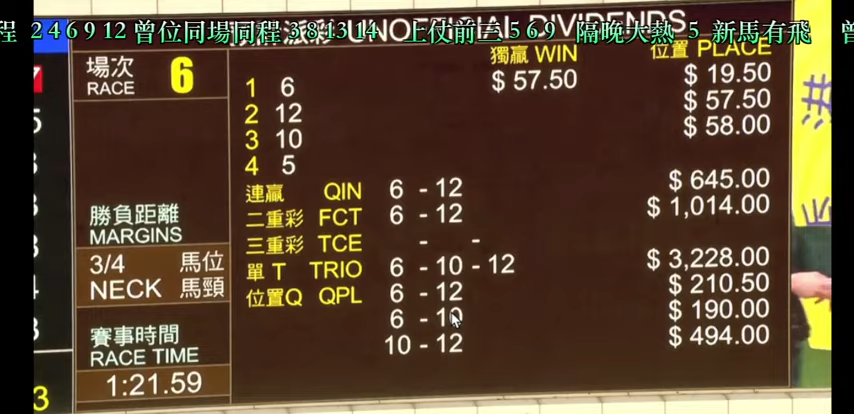 程 2 4 6 9 12 曾位同場同程 3 8 13 14 上仗前三 5 6 9 隔晚大熱 5 新馬有飛 曾
派彩 UNOFFICIAL DIVIDENDS
場次 6 獨贏 WIN 位置 PLACE
RACE
1 6 $ 57.50 $ 19.50
2 12 $ 57.50
3 10 $ 58.00
4 5
連贏 QIN 6 - 12 $ 645.00
二重彩 FCT 6 - 12 $ 1,014.00
三重彩 TCE - -
單 T TRIO 6 - 10 - 12 $ 3,228.00
位置Q QPL 6 - 12 $ 210.50
6 - 10 $ 190.00
10 - 12 $ 494.00
勝負距離
MARGINS
3/4 馬位
NECK 馬頸
賽事時間
RACE TIME
1:21.59
3